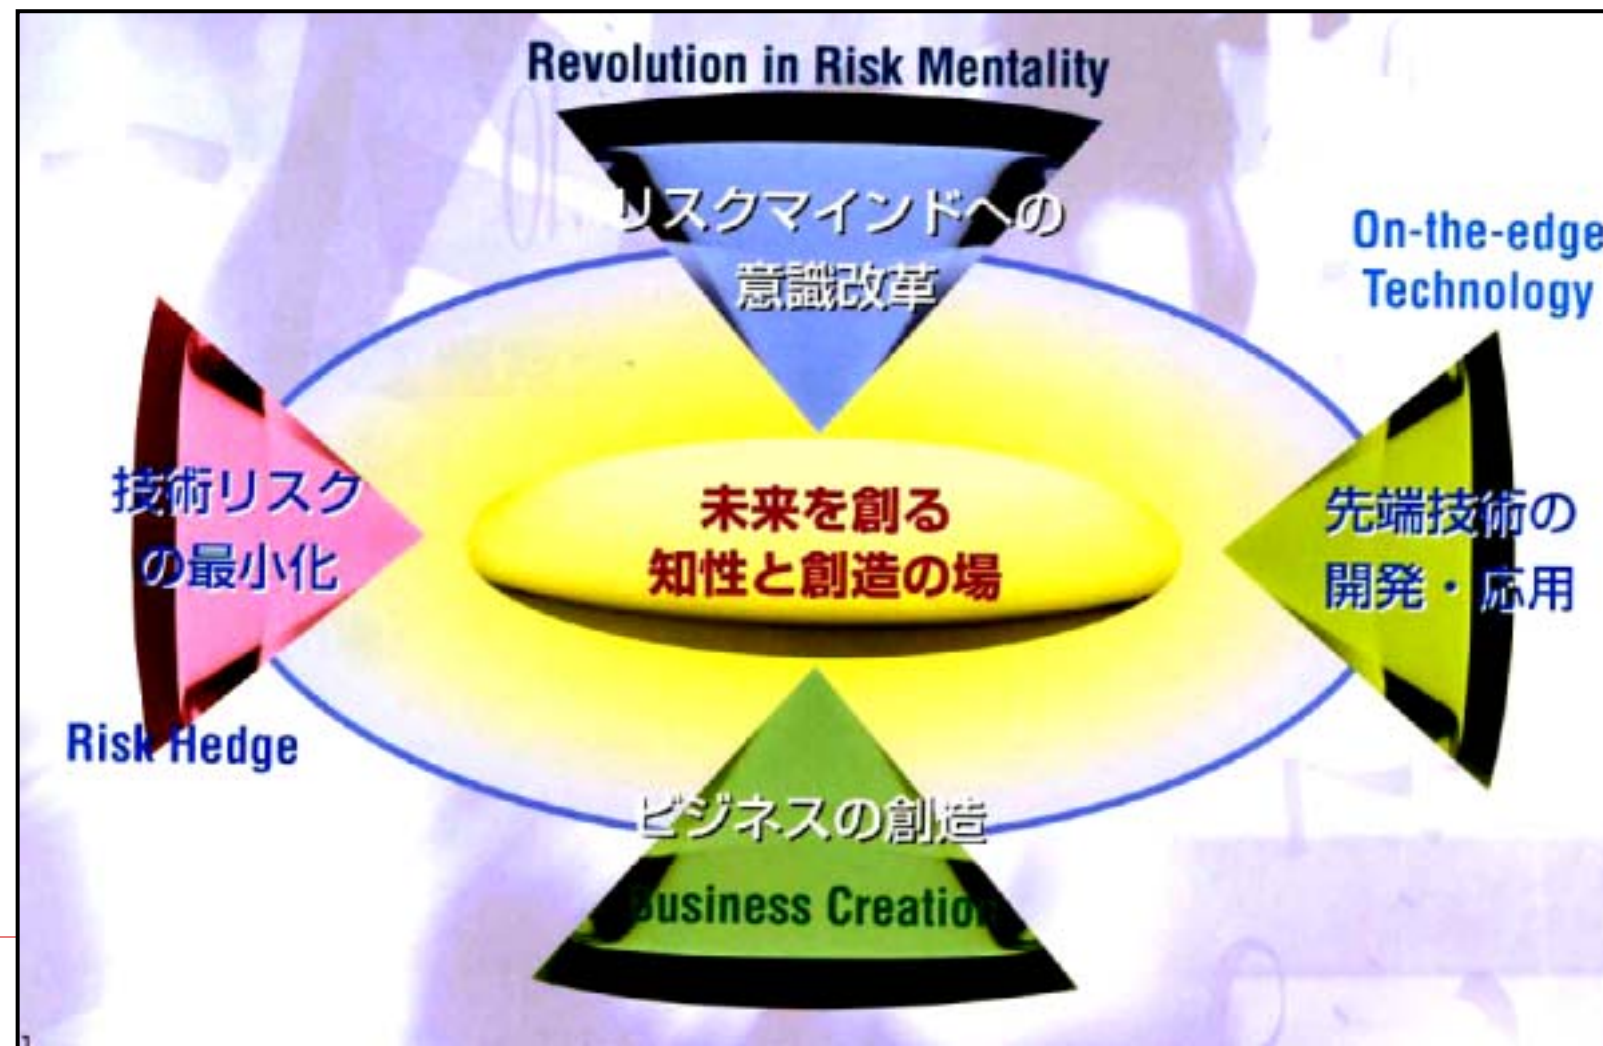 Revolution in Risk Mentality
リスクマインドへの
意識改革
On-the-edge
Technology
技術リスク
の最小化
未来を創る
知性と創造の場
先端技術の
開発・応用
Risk Hedge
ビジネスの創造
Business Creation